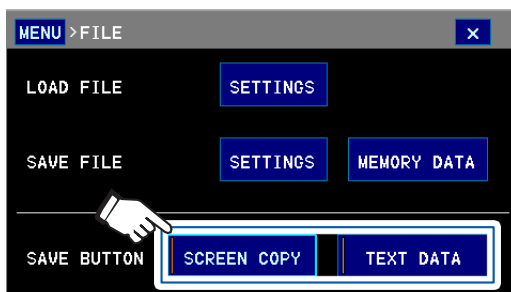 MENU >FILE ×
LOAD FILE SETTINGS
SAVE FILE SETTINGS MEMORY DATA
SAVE BUTTON SCREEN COPY TEXT DATA